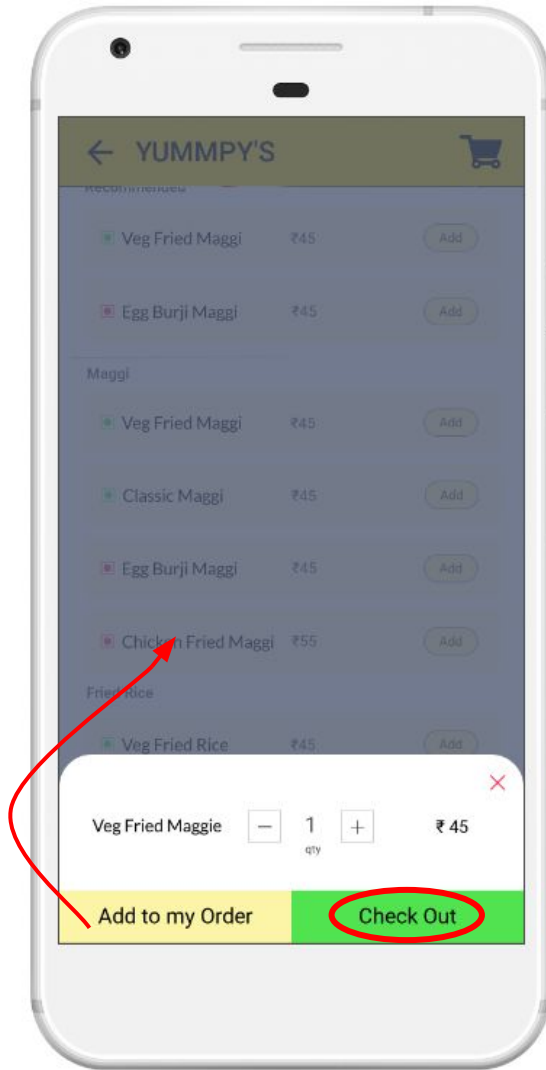 YUMMPY'S
Recommended
Veg Fried Maggi ₹45 Add
Egg Burji Maggi ₹45 Add
Maggi
Veg Fried Maggi ₹45 Add
Classic Maggi ₹45 Add
Egg Burji Maggi ₹45 Add
Chicken Fried Maggi ₹55 Add
Fried Rice
Veg Fried Rice ₹45 Add
Veg Fried Maggie 1 ₹ 45
qty
Add to my Order Check Out